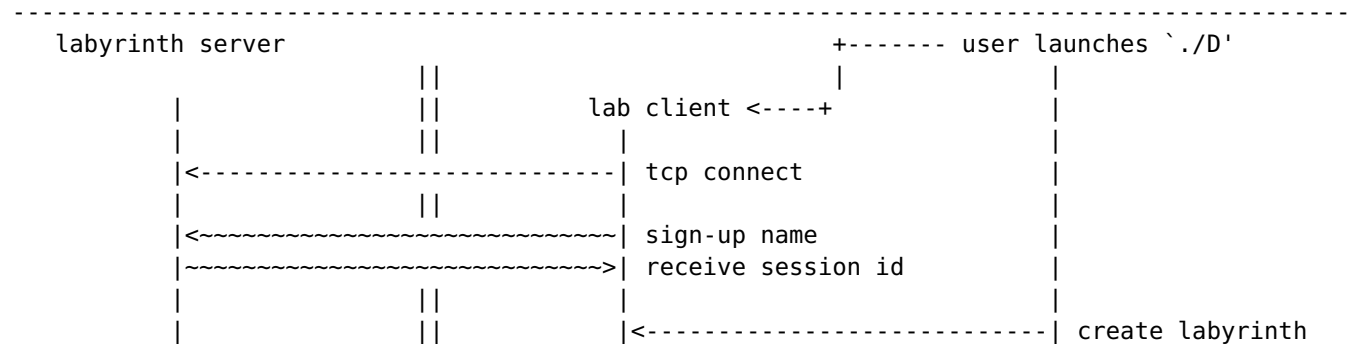 --------------------------------------------------------------------------------------------
labyrinth server +------- user launches `./D'
|| | |
| || lab client <----+ |
| || | |
|<-----------------------------| tcp connect |
| || | |
|<~~~~~~~~~~~~~~~~~~~~~~~~~~~~~| sign-up name |
|~~~~~~~~~~~~~~~~~~~~~~~~~~~~~>| receive session id |
| || | |
| || |<----------------------------| create labyrinth